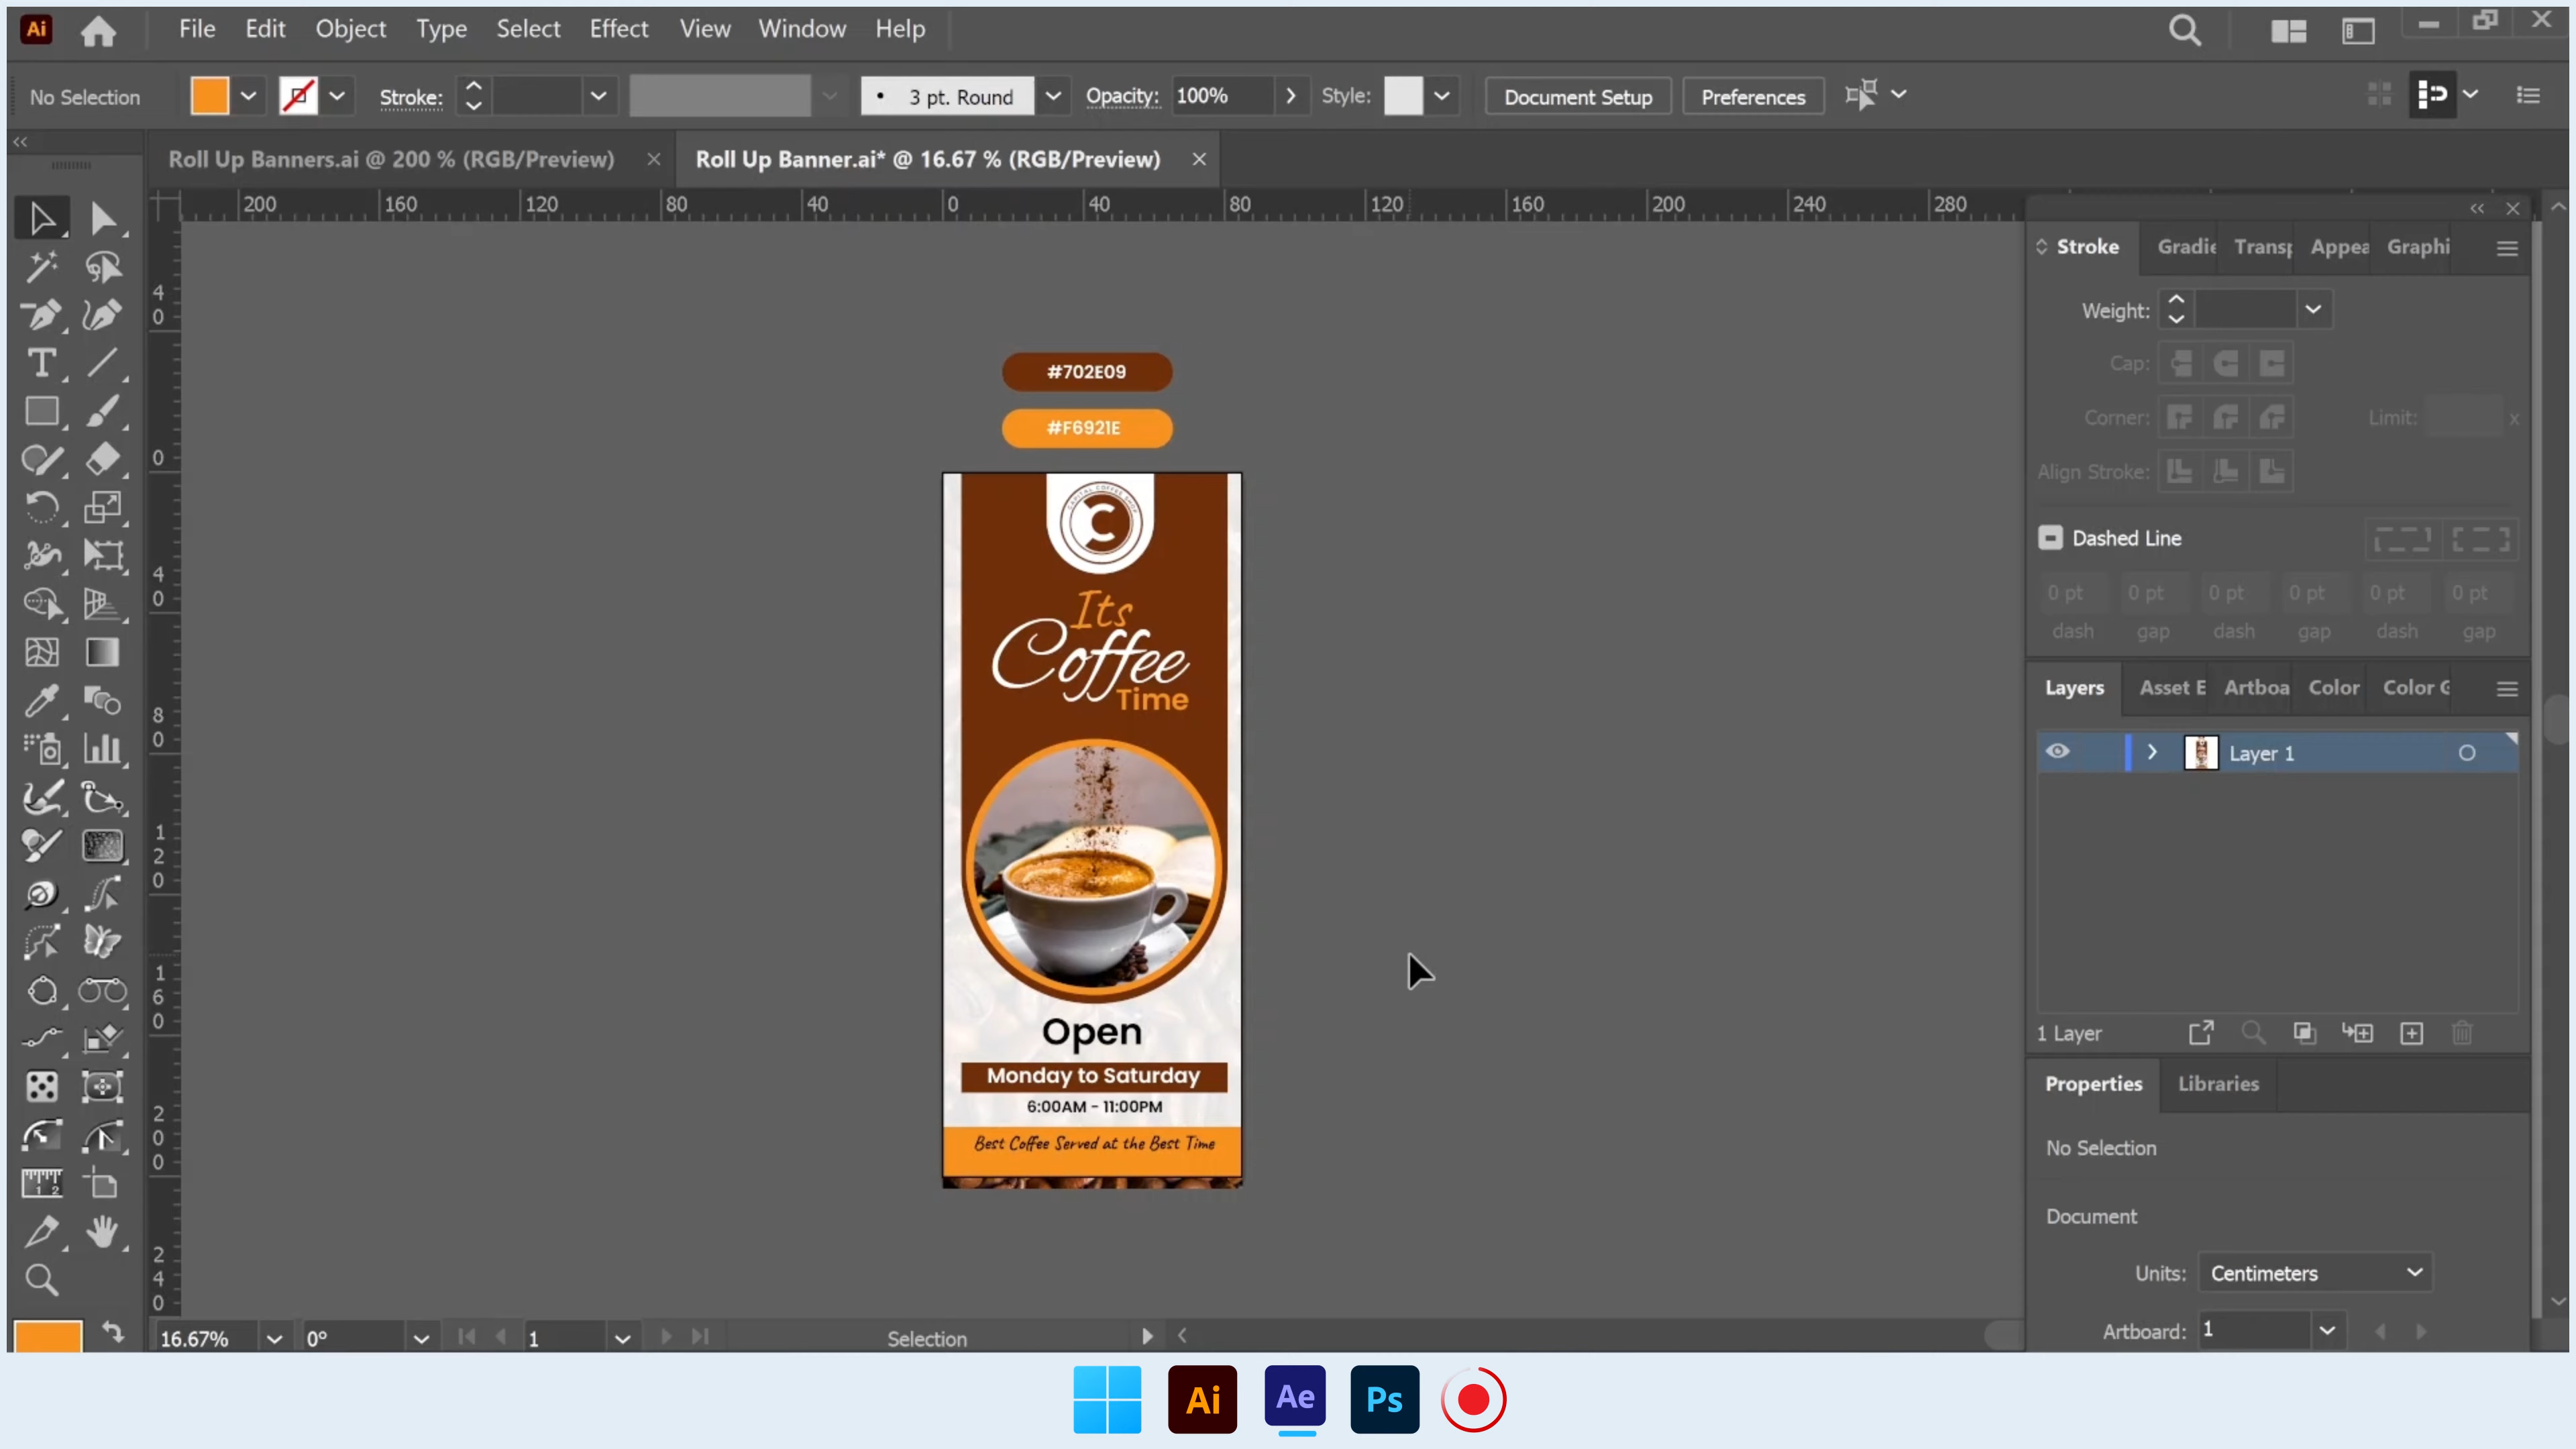 Ai File Edit Object Type Select Effect View Window Help
No Selection Stroke: 3 pt. Round Opacity: 100% Style: Document Setup Preferences
Roll Up Banners.ai @ 200 % (RGB/Preview) Roll Up Banner.ai* @ 16.67 % (RGB/Preview)
200 160 120 80 40 0 40 80 120 160 200 240 280
4
0
0
4
0
8
0
1
2
0
1
6
0
2
0
0
2
4
0
#702E09
#F6921E
CAPITAL COFFEE SHOP
C
Its
Coffee
Time
Open
Monday to Saturday
6:00AM - 11:00PM
Best Coffee Served at the Best Time
Stroke Gradie Transp Appea Graphi
Weight:
Cap:
Corner: Limit: x
Align Stroke:
Dashed Line
0 pt 0 pt 0 pt 0 pt 0 pt 0 pt
dash gap dash gap dash gap
Layers Asset E Artboa Color Color G
Layer 1
1 Layer
Properties Libraries
No Selection
Document
Units: Centimeters
Artboard: 1
16.67% 0° 1 Selection
Ai Ae Ps